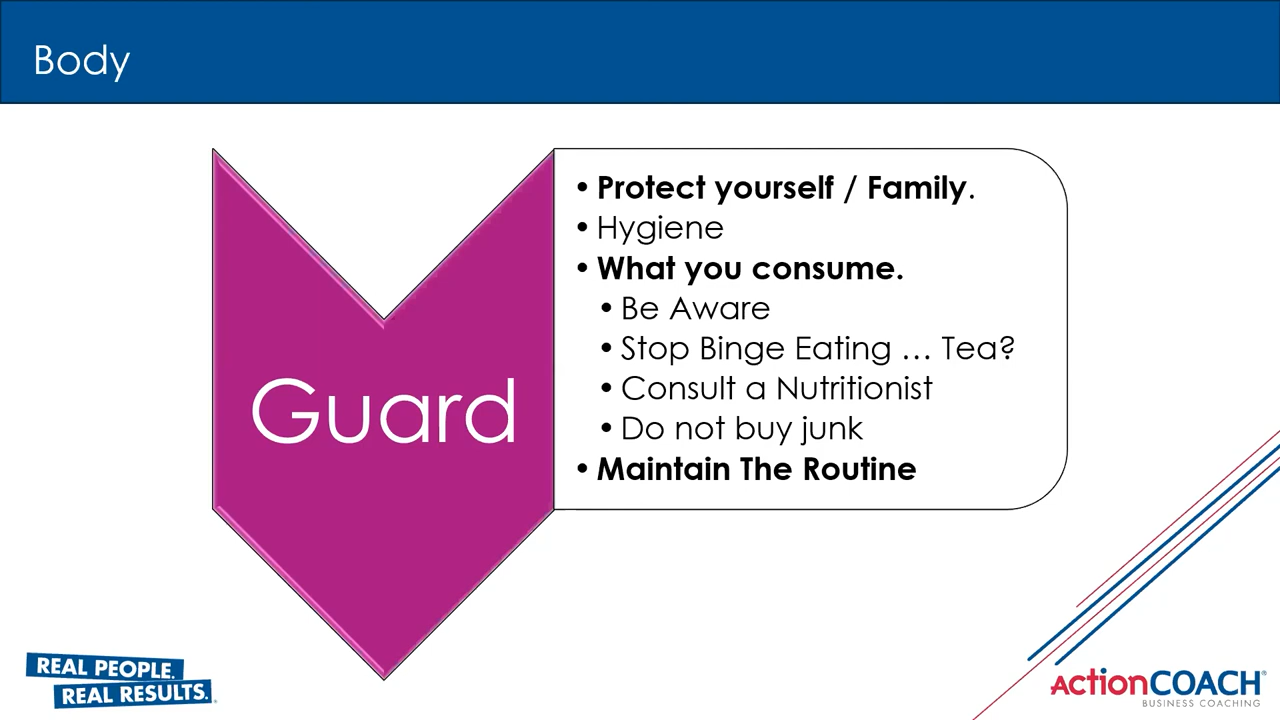 Body
Guard
• Protect yourself / Family.
• Hygiene
• What you consume.
• Be Aware
• Stop Binge Eating … Tea?
• Consult a Nutritionist
• Do not buy junk
• Maintain The Routine
REAL PEOPLE.
REAL RESULTS.
ActionCOACH®
BUSINESS COACHING